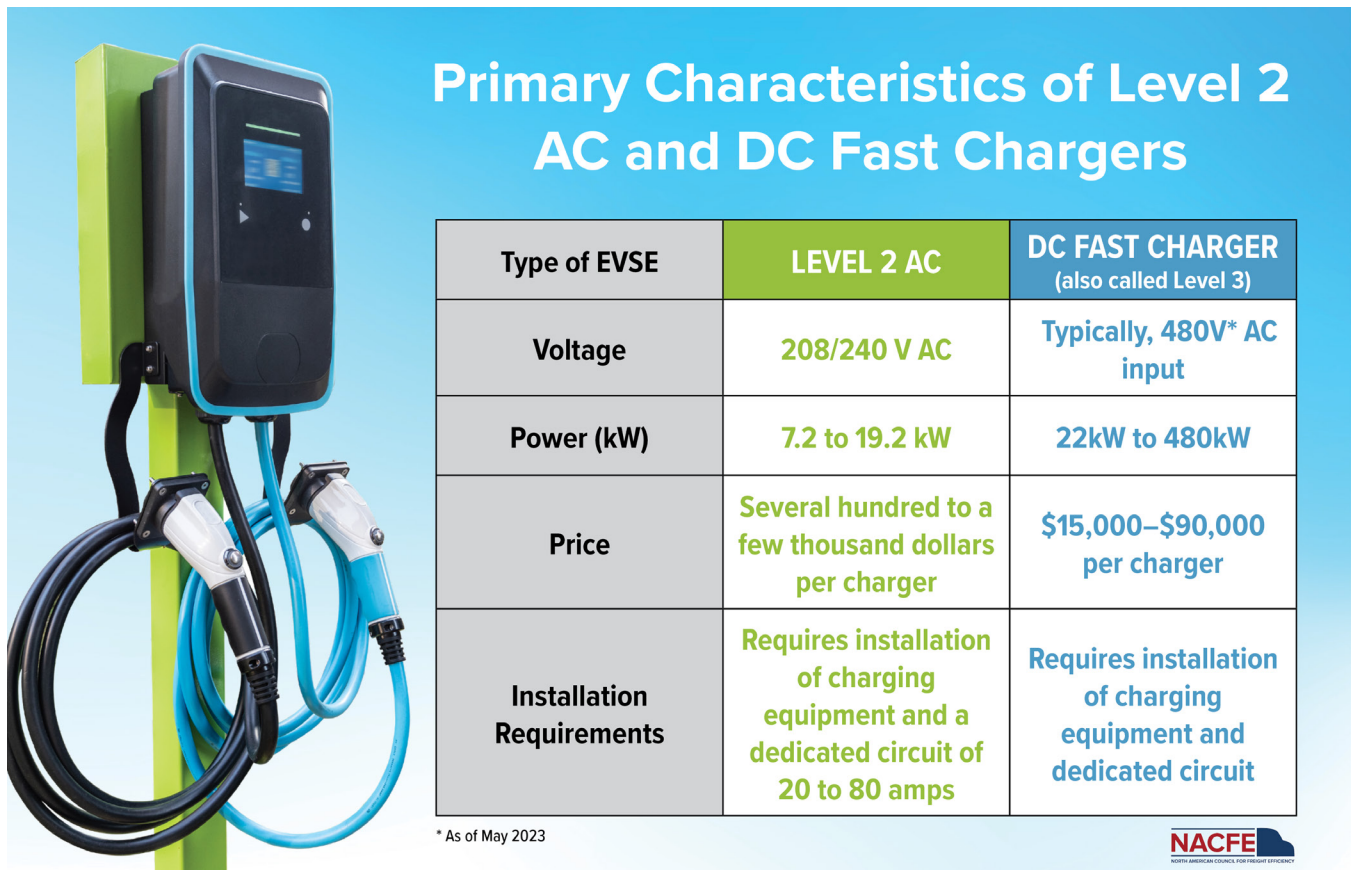 Primary Characteristics of Level 2
AC and DC Fast Chargers
Type of EVSE
LEVEL 2 AC
DC FAST CHARGER
(also called Level 3)
Voltage
208/240 V AC
Typically, 480V* AC
input
Power (kW)
7.2 to 19.2 kW
22kW to 480kW
Price
Several hundred to a
few thousand dollars
per charger
$15,000–$90,000
per charger
Installation
Requirements
Requires installation
of charging
equipment and a
dedicated circuit of
20 to 80 amps
Requires installation
of charging
equipment and
dedicated circuit
* As of May 2023
NACFE
NORTH AMERICAN COUNCIL FOR FREIGHT EFFICIENCY